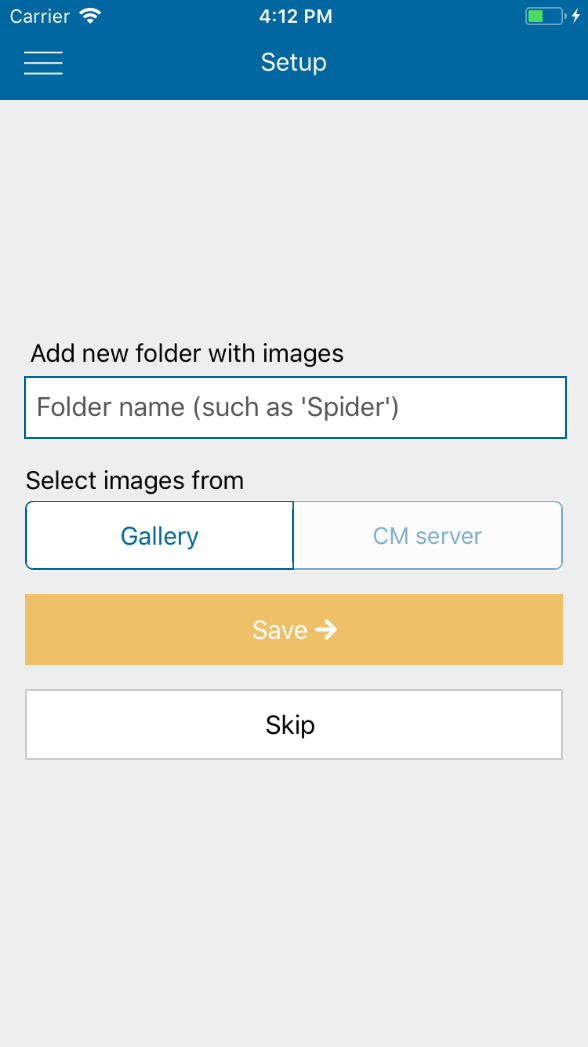 Carrier 4:12 PM
Setup
Add new folder with images
Folder name (such as 'Spider')
Select images from
Gallery CM server
Save
Skip